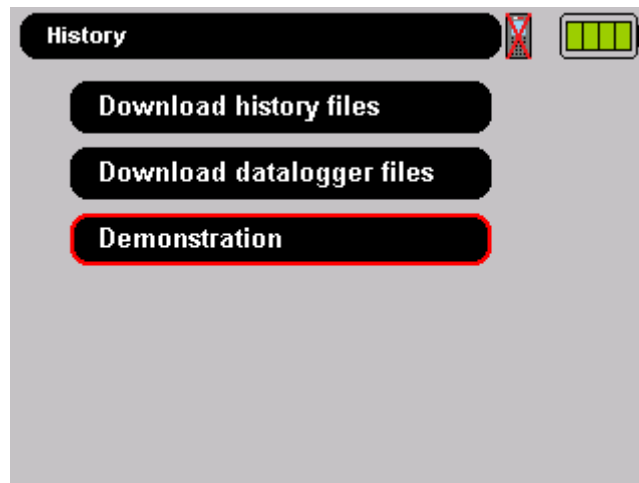 History
Download history files
Download datalogger files
Demonstration